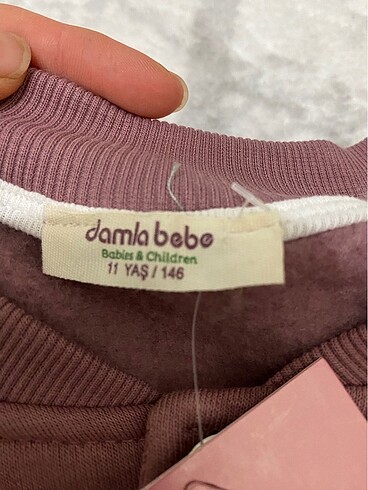 damla bebe
Babies & Children
11 YAŞ / 146